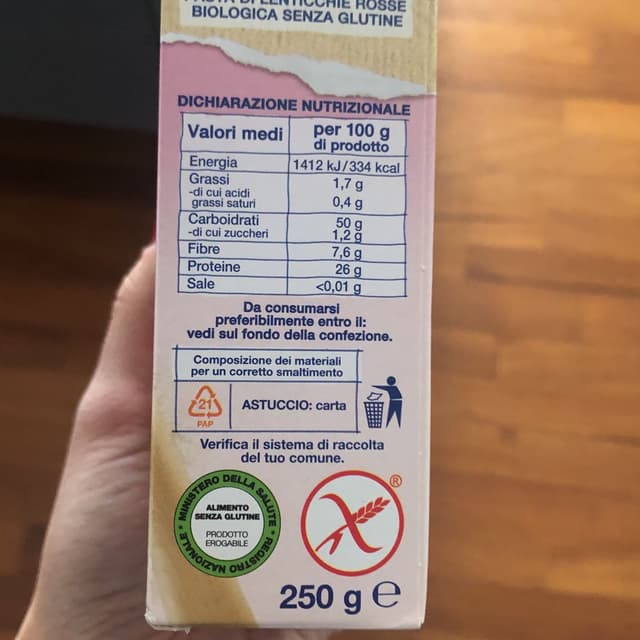 PASTA DI LENTICCHIE ROSSE
BIOLOGICA SENZA GLUTINE
DICHIARAZIONE NUTRIZIONALE
Valori medi per 100 g
di prodotto
Energia 1412 kJ/334 kcal
Grassi 1,7 g
-di cui acidi
grassi saturi 0,4 g
Carboidrati 50 g
-di cui zuccheri 1,2 g
Fibre 7,6 g
Proteine 26 g
Sale <0,01 g
Da consumarsi
preferibilmente entro il:
vedi sul fondo della confezione.
Composizione dei materiali
per un corretto smaltimento
21
PAP
ASTUCCIO: carta
Verifica il sistema di raccolta
del tuo comune.
MINISTERO DELLA SALUTE * REGISTRO NAZIONALE *
ALIMENTO
SENZA GLUTINE
PRODOTTO
EROGABILE
®
250 g e